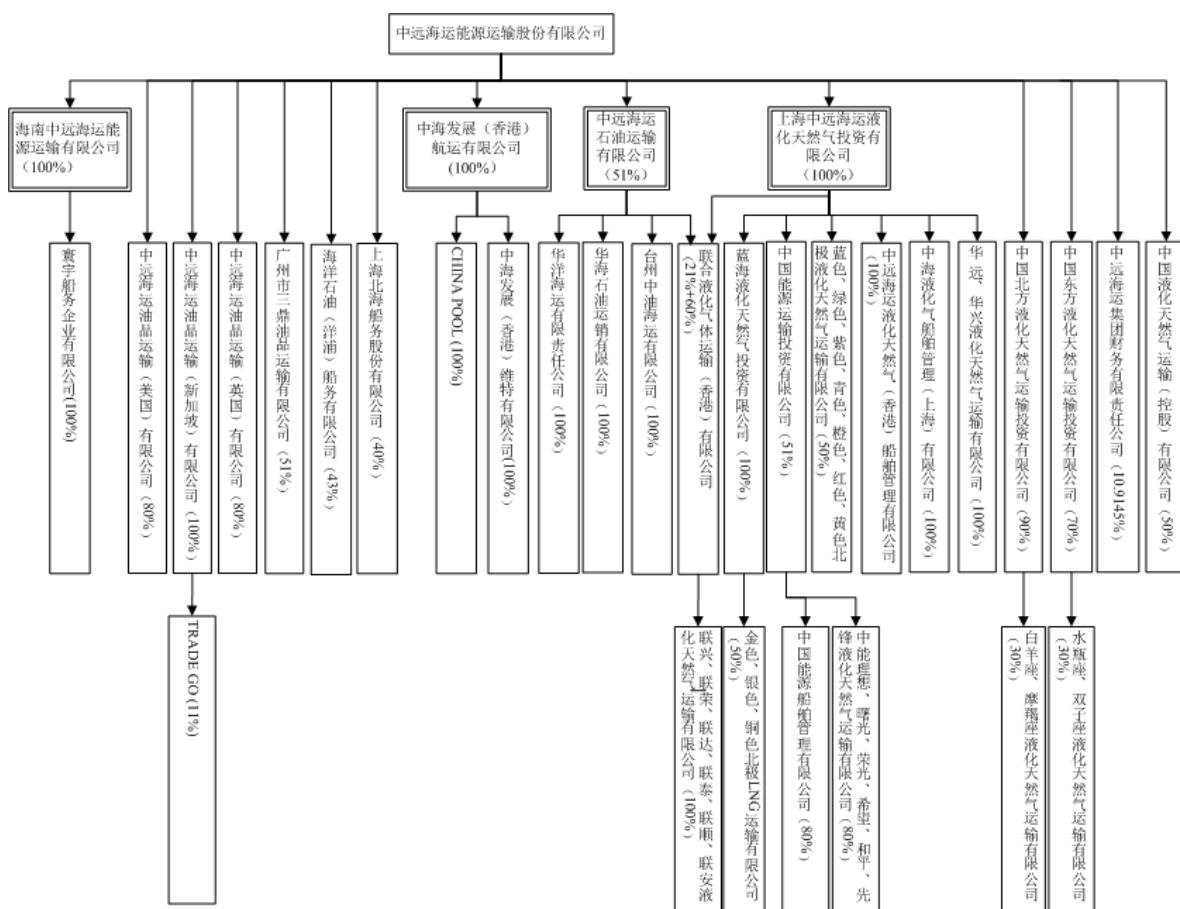 中远海运能源运输股份有限公司
海南中远海运能
源运输有限公司
（100%）
中海发展（香港）
航运有限公司
(100%)
中远海运
石油运输
有限公司
（51%）
上海中远海运液
化天然气投资有
限公司
（100%）
寰宇船务企业有限公司(100%)
中远海运油品运输（美国）有限公司（80%）
中远海运油品运输（新加坡）有限公司（100%）
中远海运油品运输（英国）有限公司（80%）
广州市三鼎油品运输有限公司（51%）
海洋石油（洋浦）船务有限公司（43%）
上海北海船务股份有限公司（40%）
CHINA POOL (100%)
中海发展（香港）维特有限公司(100%)
华洋海运有限责任公司（100%）
华海石油运销有限公司（100%）
台州中油海运有限公司（100%）
联合液化气体运输（香港）有限公司
(21%+60%)
蓝海液化天然气投资有限公司（100%）
中国能源运输投资有限公司（51%）
蓝色、绿色、紫色、青色、橙色、红色、黄色北
极液化天然气运输有限公司（50%）
中远海运液化天然气（香港）船舶管理有限公司
（100%）
中海液化气船舶管理（上海）有限公司（100%）
华远、华兴液化天然气运输有限公司（100%）
中国北方液化天然气运输投资有限公司（90%）
中国东方液化天然气运输投资有限公司（70%）
中远海运集团财务有限责任公司（10.9145%）
中国液化天然气运输（控股）有限公司（50%）
TRADE GO (11%)
联兴、联荣、联达、联泰、联顺、联安液
化天然气运输有限公司（100%）
金色、银色、铜色北极LNG运输有限公司
（50%）
中国能源船舶管理有限公司（80%）
中能理想、曙光、荣光、希望、和平、先
锋液化天然气运输有限公司（80%）
白羊座、摩羯座液化天然气运输有限公司
（30%）
水瓶座、双子座液化天然气运输有限公司
（30%）